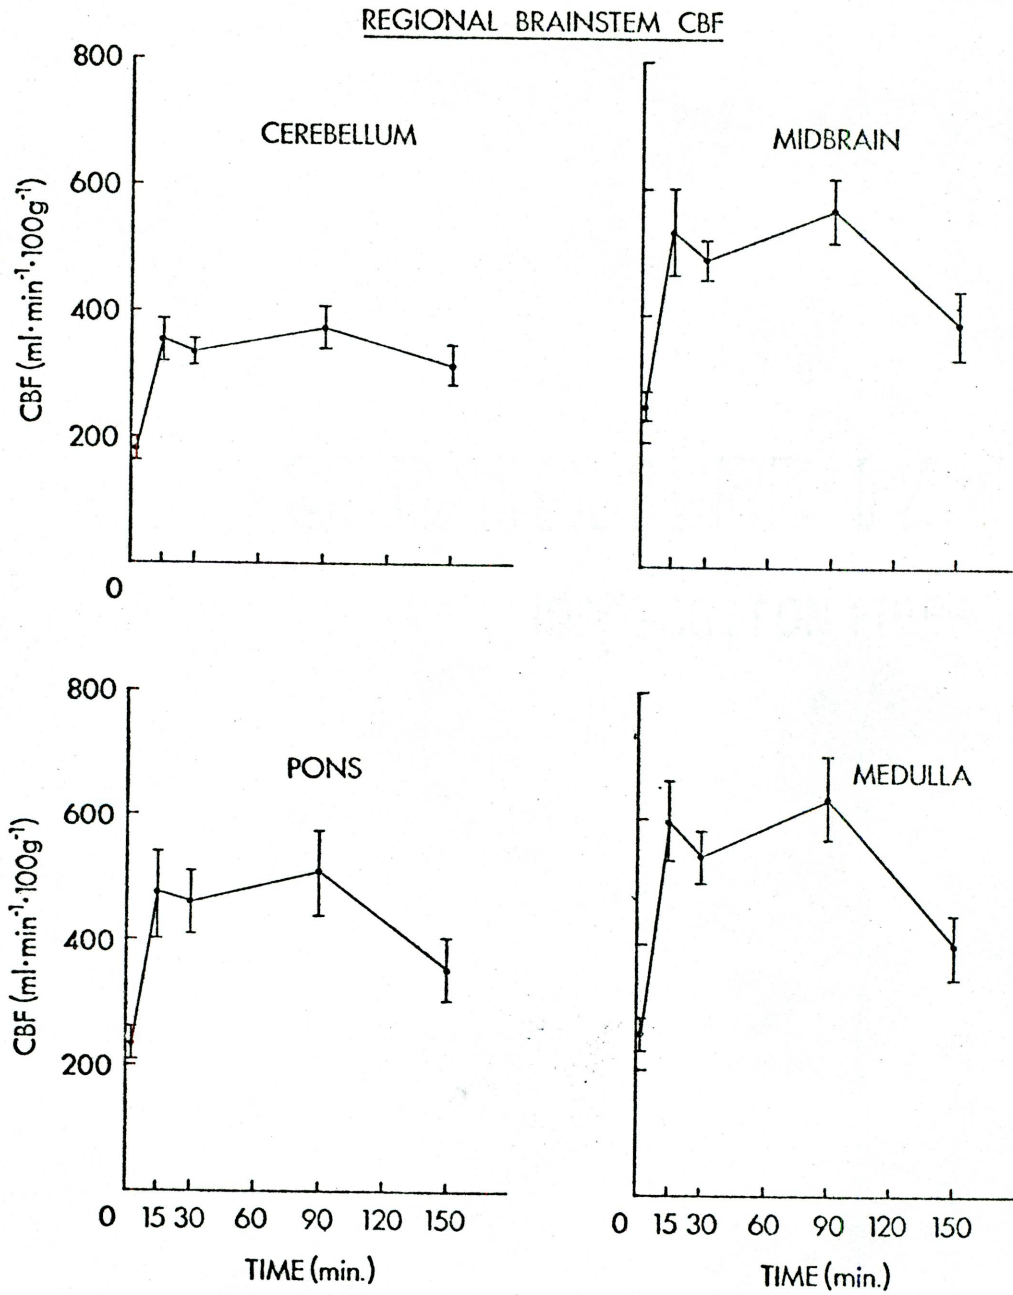 REGIONAL BRAINSTEM CBF
800
600
400
200
0
CBF (ml·min⁻¹·100g⁻¹)
CEREBELLUM
MIDBRAIN
800
600
400
200
CBF (ml·min⁻¹·100g⁻¹)
PONS
MEDULLA
0 15 30 60 90 120 150
TIME (min.)
0 15 30 60 90 120 150
TIME (min.)